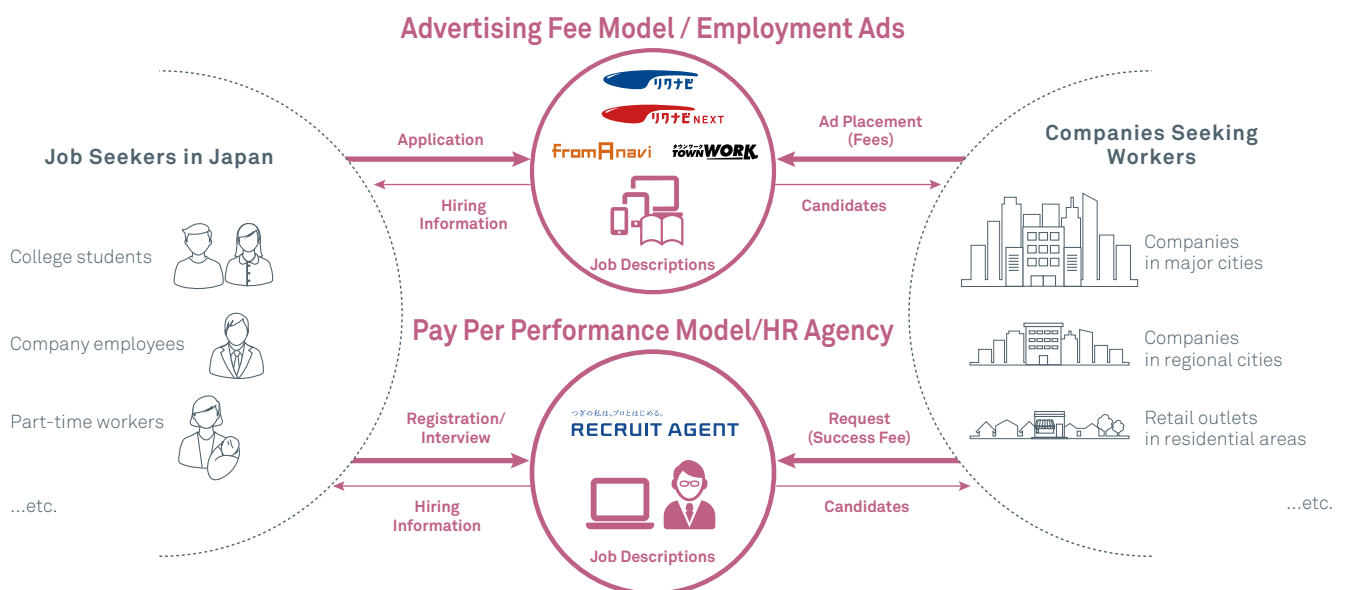 Advertising Fee Model / Employment Ads
リクナビ
リクナビNEXT
fromA navi
タウンワーク
TOWNWORK
Job Descriptions
Application
Hiring
Information
Ad Placement
(Fees)
Candidates
Job Seekers in Japan
College students
Company employees
Part-time workers
...etc.
Companies Seeking
Workers
Companies
in major cities
Companies
in regional cities
Retail outlets
in residential areas
...etc.
Pay Per Performance Model/HR Agency
つぎの私は、プロとはじめる。
RECRUIT AGENT
Job Descriptions
Registration/
Interview
Hiring
Information
Request
(Success Fee)
Candidates